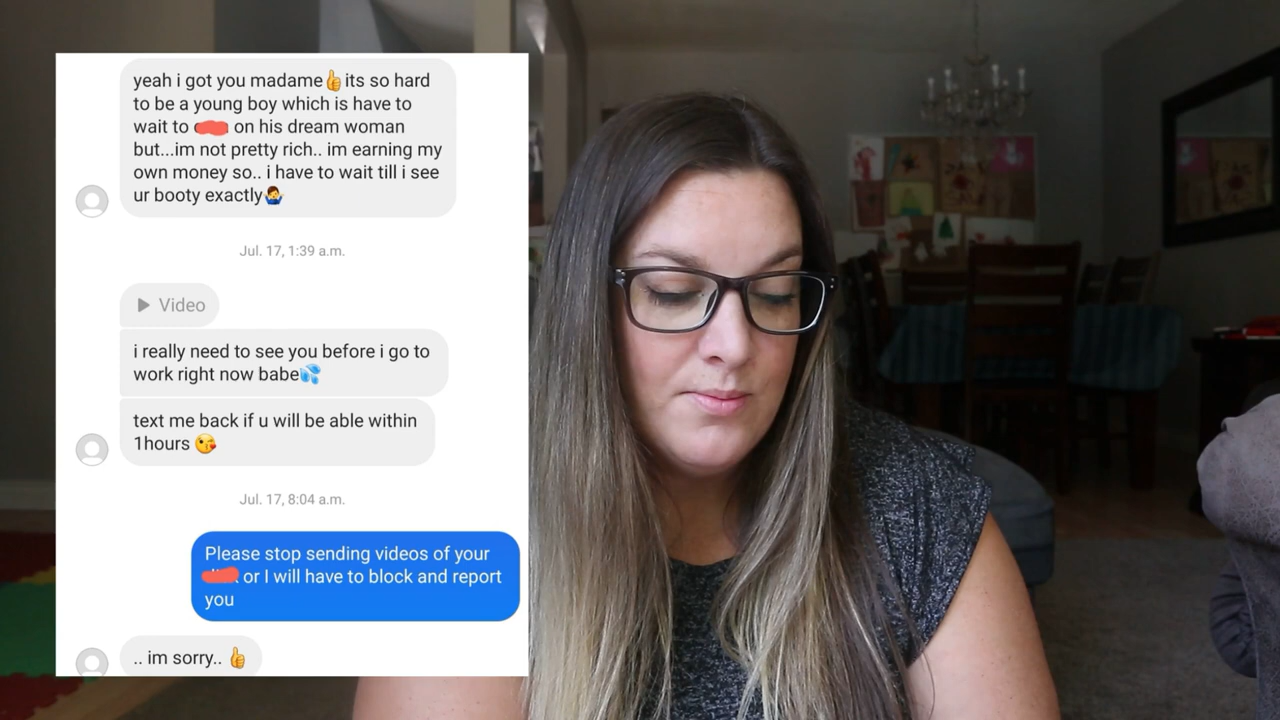 yeah i got you madame👍its so hard
to be a young boy which is have to
wait to on his dream woman
but...im not pretty rich.. im earning my
own money so.. i have to wait till i see
ur booty exactly🤷‍♂️
Jul. 17, 1:39 a.m.
Video
i really need to see you before i go to
work right now babe💦
text me back if u will be able within
1hours 😘
Jul. 17, 8:04 a.m.
Please stop sending videos of your
or I will have to block and report
you
.. im sorry.. 👍